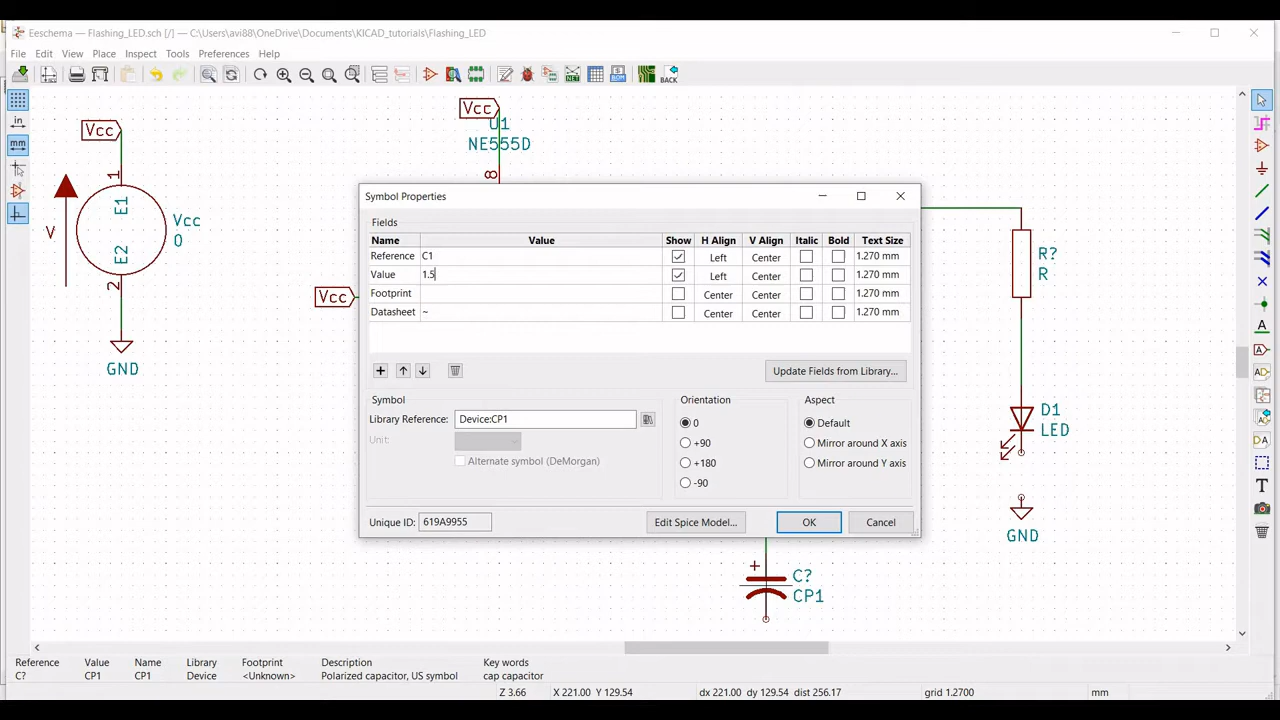 Eeschema — Flashing_LED.sch [/] — C:\Users\avi88\OneDrive\Documents\KICAD_tutorials\Flashing_LED
File Edit View Place Inspect Tools Preferences Help
BOM BACK
in
mm
Vcc
1
E1
V
E2
Vcc
0
2
GND
Vcc
U1
NE555D
8
Vcc
Symbol Properties
Fields
Name Value Show H Align V Align Italic Bold Text Size
Reference C1 Left Center 1.270 mm
Value 1.5 Left Center 1.270 mm
Footprint Center Center 1.270 mm
Datasheet ~ Center Center 1.270 mm
Update Fields from Library...
Symbol
Library Reference: Device:CP1
Unit:
Alternate symbol (DeMorgan)
Orientation
0
+90
+180
-90
Aspect
Default
Mirror around X axis
Mirror around Y axis
Unique ID: 619A9955
Edit Spice Model...
OK
Cancel
R?
R
D1
LED
GND
+
C?
CP1
A
A
T
Reference Value Name Library Footprint Description Key words
C? CP1 CP1 Device <Unknown> Polarized capacitor, US symbol cap capacitor
Z 3.66 X 221.00 Y 129.54 dx 221.00 dy 129.54 dist 256.17 grid 1.2700 mm